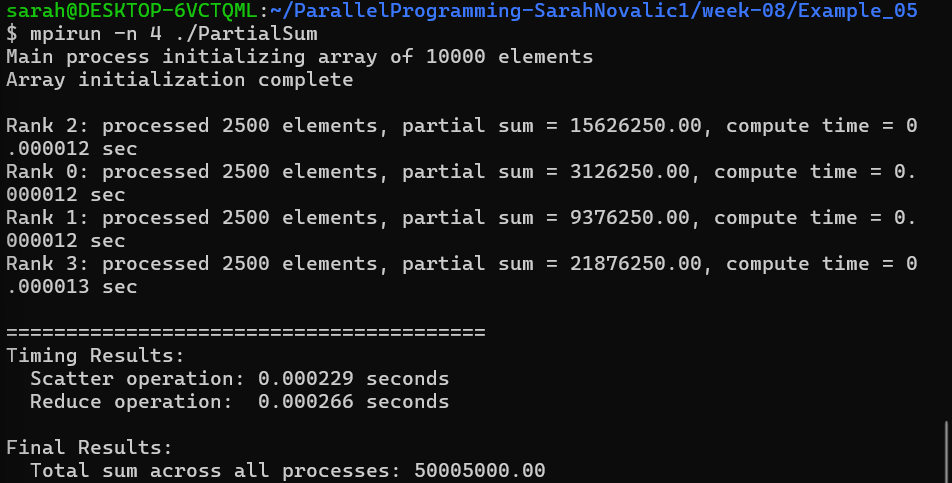 sarah@DESKTOP-6VCTQML:~/ParallelProgramming-SarahNovalic1/week-08/Example_05
$ mpirun -n 4 ./PartialSum
Main process initializing array of 10000 elements
Array initialization complete

Rank 2: processed 2500 elements, partial sum = 15626250.00, compute time = 0
.000012 sec
Rank 0: processed 2500 elements, partial sum = 3126250.00, compute time = 0.
000012 sec
Rank 1: processed 2500 elements, partial sum = 9376250.00, compute time = 0.
000012 sec
Rank 3: processed 2500 elements, partial sum = 21876250.00, compute time = 0
.000013 sec

========================================
Timing Results:
  Scatter operation: 0.000229 seconds
  Reduce operation:  0.000266 seconds

Final Results:
  Total sum across all processes: 50005000.00